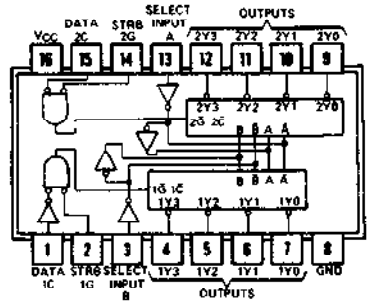 SELECT
DATA STRB INPUT OUTPUTS
VCC 2C 2G A 2Y3 2Y2 2Y1 2Y0
16 15 14 13 12 11 10 9
2Y3 2Y2 2Y1 2Y0
2G̅ 2C̅
B B̅ A A̅
B B̅ A A̅
1G̅ 1C̅
1Y3 1Y2 1Y1 1Y0
1 2 3 4 5 6 7 8
DATA STRB SELECT 1Y3 1Y2 1Y1 1Y0 GND
1C 1G INPUT OUTPUTS
B